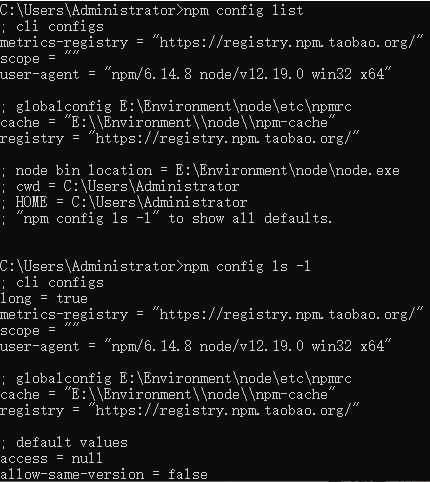 C:\Users\Administrator>npm config list
; cli configs
metrics-registry = "https://registry.npm.taobao.org/"
scope = ""
user-agent = "npm/6.14.8 node/v12.19.0 win32 x64"
; globalconfig E:\Environment\node\etc\npmrc
cache = "E:\\Environment\\node\\npm-cache"
registry = "https://registry.npm.taobao.org/"
; node bin location = E:\Environment\node\node.exe
; cwd = C:\Users\Administrator
; HOME = C:\Users\Administrator
; "npm config ls -l" to show all defaults.
C:\Users\Administrator>npm config ls -l
; cli configs
long = true
metrics-registry = "https://registry.npm.taobao.org/"
scope = ""
user-agent = "npm/6.14.8 node/v12.19.0 win32 x64"
; globalconfig E:\Environment\node\etc\npmrc
cache = "E:\\Environment\\node\\npm-cache"
registry = "https://registry.npm.taobao.org/"
; default values
access = null
allow-same-version = false